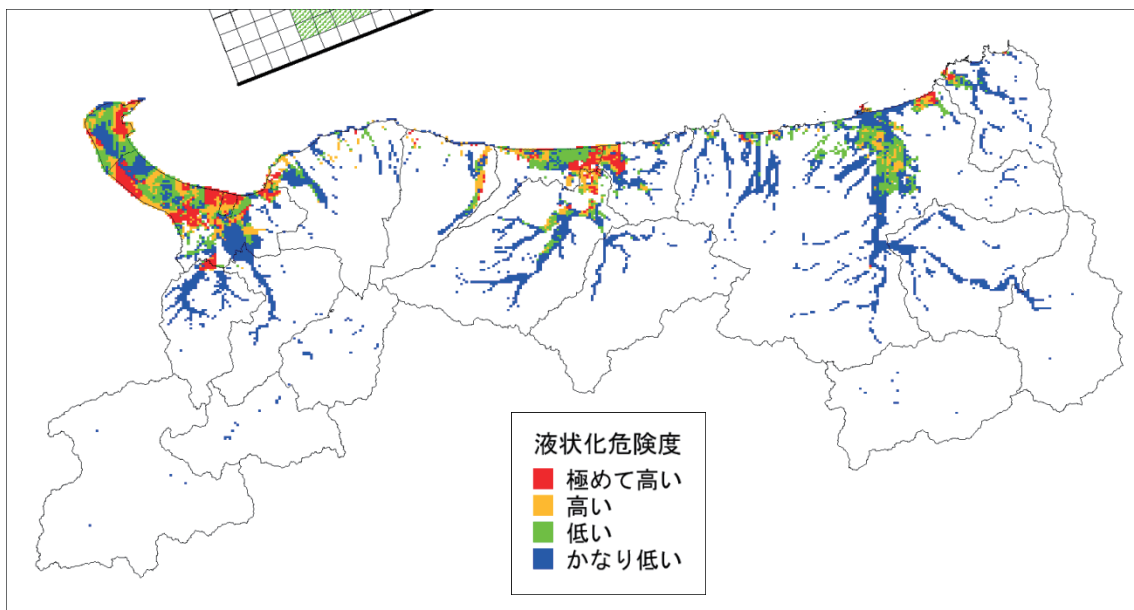 液状化危険度
極めて高い
高い
低い
かなり低い